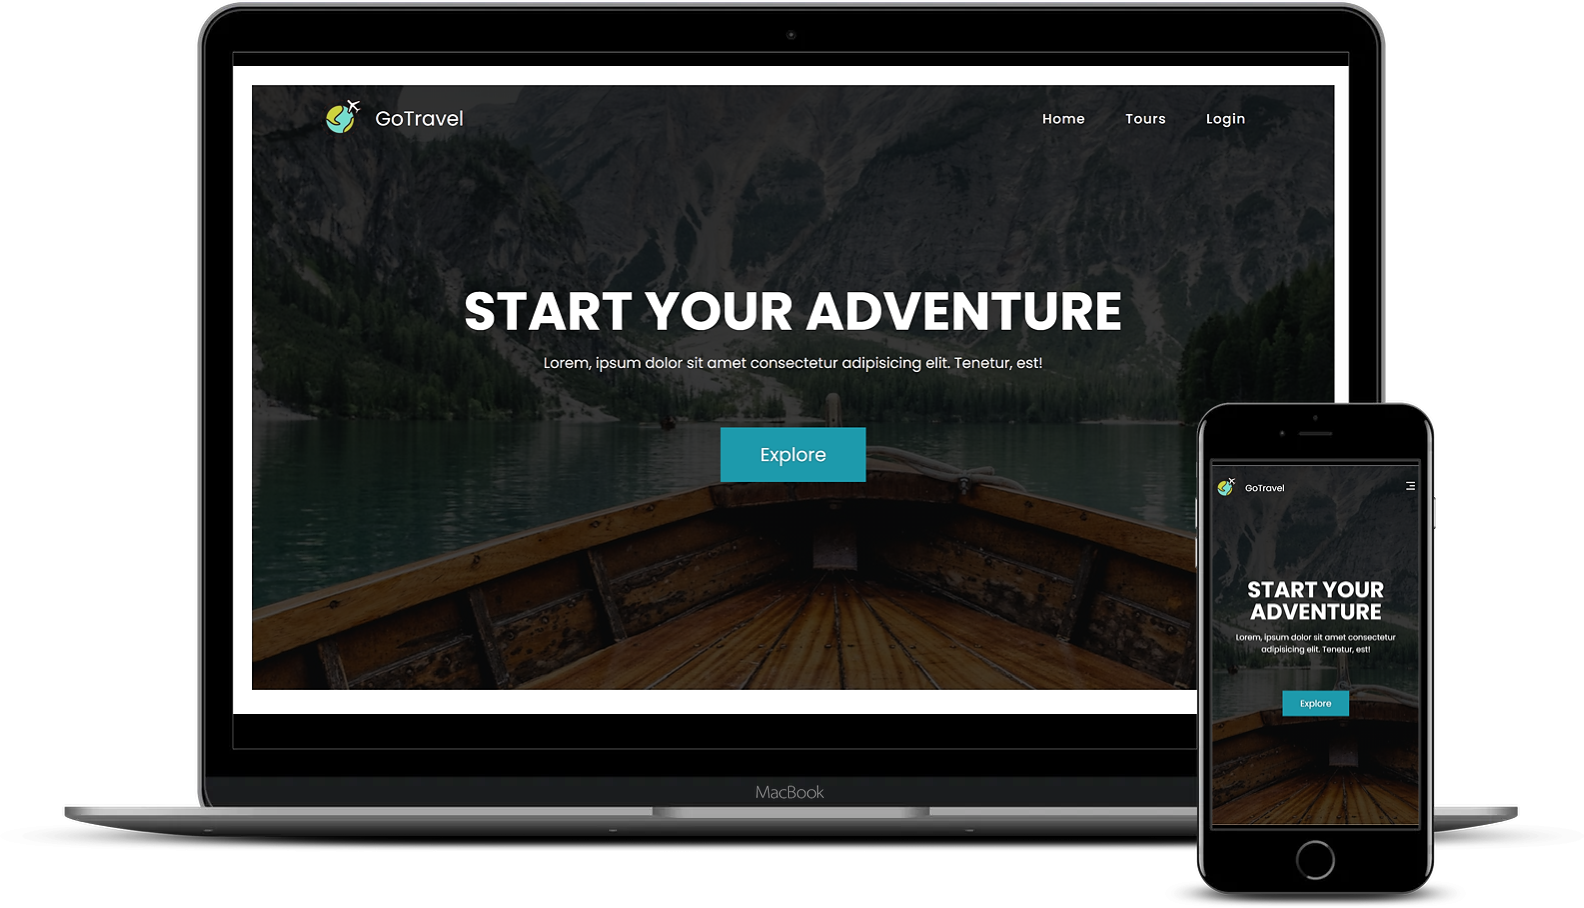 GoTravel
Home Tours Login
START YOUR ADVENTURE
Lorem, ipsum dolor sit amet consectetur adipisicing elit. Tenetur, est!
Explore
MacBook
GoTravel
START YOUR
ADVENTURE
Lorem, ipsum dolor sit amet consectetur
adipisicing elit. Tenetur, est!
Explore